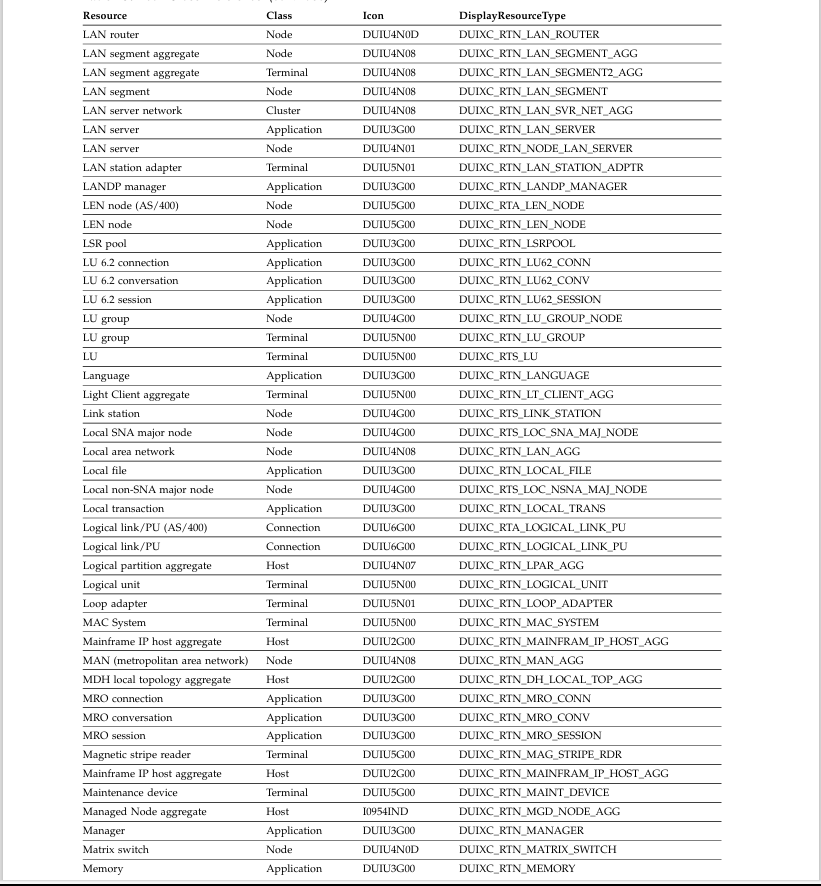 Resource Class Icon DisplayResourceType
LAN router Node DUIU4N0D DUIXC_RTN_LAN_ROUTER
LAN segment aggregate Node DUIU4N08 DUIXC_RTN_LAN_SEGMENT_AGG
LAN segment aggregate Terminal DUIU4N08 DUIXC_RTN_LAN_SEGMENT2_AGG
LAN segment Node DUIU4N08 DUIXC_RTN_LAN_SEGMENT
LAN server network Cluster DUIU4N08 DUIXC_RTN_LAN_SVR_NET_AGG
LAN server Application DUIU3G00 DUIXC_RTN_LAN_SERVER
LAN server Node DUIU4N01 DUIXC_RTN_NODE_LAN_SERVER
LAN station adapter Terminal DUIU5N01 DUIXC_RTN_LAN_STATION_ADPTR
LANDP manager Application DUIU3G00 DUIXC_RTN_LANDP_MANAGER
LEN node (AS/400) Node DUIU5G00 DUIXC_RTA_LEN_NODE
LEN node Node DUIU5G00 DUIXC_RTN_LEN_NODE
LSR pool Application DUIU3G00 DUIXC_RTN_LSRPOOL
LU 6.2 connection Application DUIU3G00 DUIXC_RTN_LU62_CONN
LU 6.2 conversation Application DUIU3G00 DUIXC_RTN_LU62_CONV
LU 6.2 session Application DUIU3G00 DUIXC_RTN_LU62_SESSION
LU group Node DUIU4G00 DUIXC_RTN_LU_GROUP_NODE
LU group Terminal DUIU5N00 DUIXC_RTN_LU_GROUP
LU Terminal DUIU5N00 DUIXC_RTS_LU
Language Application DUIU3G00 DUIXC_RTN_LANGUAGE
Light Client aggregate Terminal DUIU5N00 DUIXC_RTN_LT_CLIENT_AGG
Link station Node DUIU4G00 DUIXC_RTS_LINK_STATION
Local SNA major node Node DUIU4G00 DUIXC_RTS_LOC_SNA_MAJ_NODE
Local area network Node DUIU4N08 DUIXC_RTN_LAN_AGG
Local file Application DUIU3G00 DUIXC_RTN_LOCAL_FILE
Local non-SNA major node Node DUIU4G00 DUIXC_RTS_LOC_NSNA_MAJ_NODE
Local transaction Application DUIU3G00 DUIXC_RTN_LOCAL_TRANS
Logical link/PU (AS/400) Connection DUIU6G00 DUIXC_RTA_LOGICAL_LINK_PU
Logical link/PU Connection DUIU6G00 DUIXC_RTN_LOGICAL_LINK_PU
Logical partition aggregate Host DUIU4N07 DUIXC_RTN_LPAR_AGG
Logical unit Terminal DUIU5N00 DUIXC_RTN_LOGICAL_UNIT
Loop adapter Terminal DUIU5N01 DUIXC_RTN_LOOP_ADAPTER
MAC System Terminal DUIU5N00 DUIXC_RTN_MAC_SYSTEM
Mainframe IP host aggregate Host DUIU2G00 DUIXC_RTN_MAINFRAM_IP_HOST_AGG
MAN (metropolitan area network) Node DUIU4N08 DUIXC_RTN_MAN_AGG
MDH local topology aggregate Host DUIU2G00 DUIXC_RTN_DH_LOCAL_TOP_AGG
MRO connection Application DUIU3G00 DUIXC_RTN_MRO_CONN
MRO conversation Application DUIU3G00 DUIXC_RTN_MRO_CONV
MRO session Application DUIU3G00 DUIXC_RTN_MRO_SESSION
Magnetic stripe reader Terminal DUIU5G00 DUIXC_RTN_MAG_STRIPE_RDR
Mainframe IP host aggregate Host DUIU2G00 DUIXC_RTN_MAINFRAM_IP_HOST_AGG
Maintenance device Terminal DUIU5G00 DUIXC_RTN_MAINT_DEVICE
Managed Node aggregate Host I0954IND DUIXC_RTN_MGD_NODE_AGG
Manager Application DUIU3G00 DUIXC_RTN_MANAGER
Matrix switch Node DUIU4N0D DUIXC_RTN_MATRIX_SWITCH
Memory Application DUIU3G00 DUIXC_RTN_MEMORY